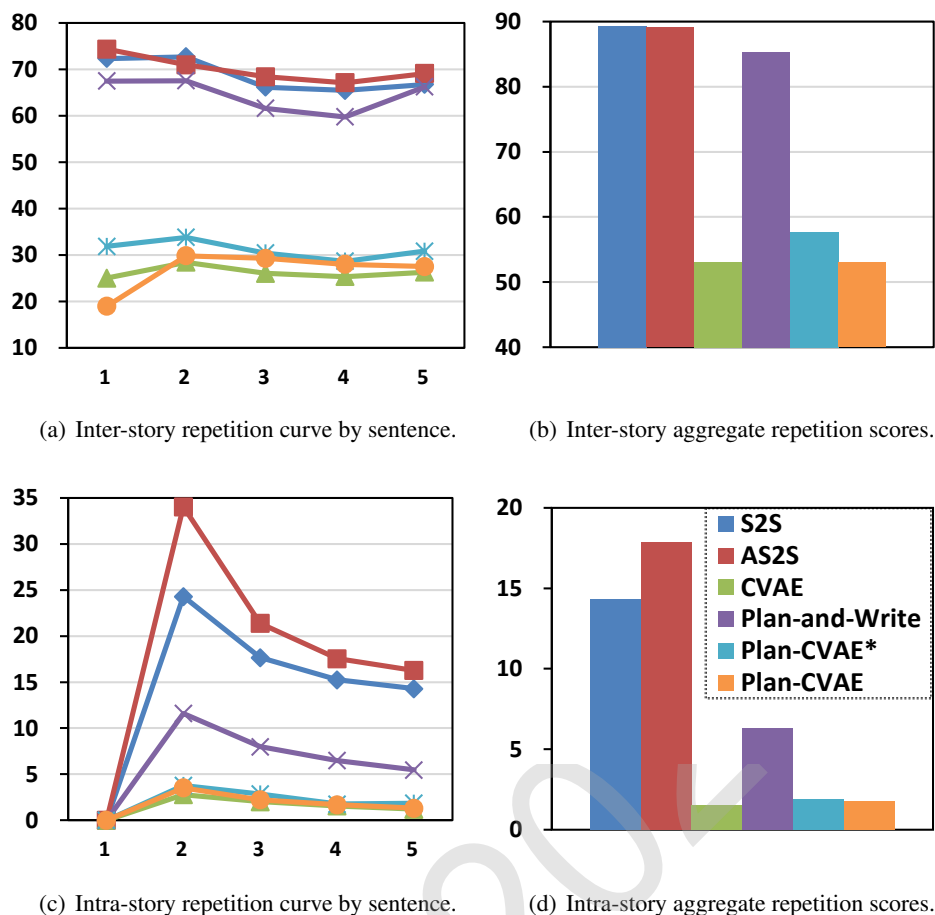 80
70
60
50
40
30
20
10
1 2 3 4 5
(a) Inter-story repetition curve by sentence.
90
80
70
60
50
40
(b) Inter-story aggregate repetition scores.
35
30
25
20
15
10
5
0
1 2 3 4 5
(c) Intra-story repetition curve by sentence.
20
15
10
5
0
S2S
AS2S
CVAE
Plan-and-Write
Plan-CVAE*
Plan-CVAE
(d) Intra-story aggregate repetition scores.